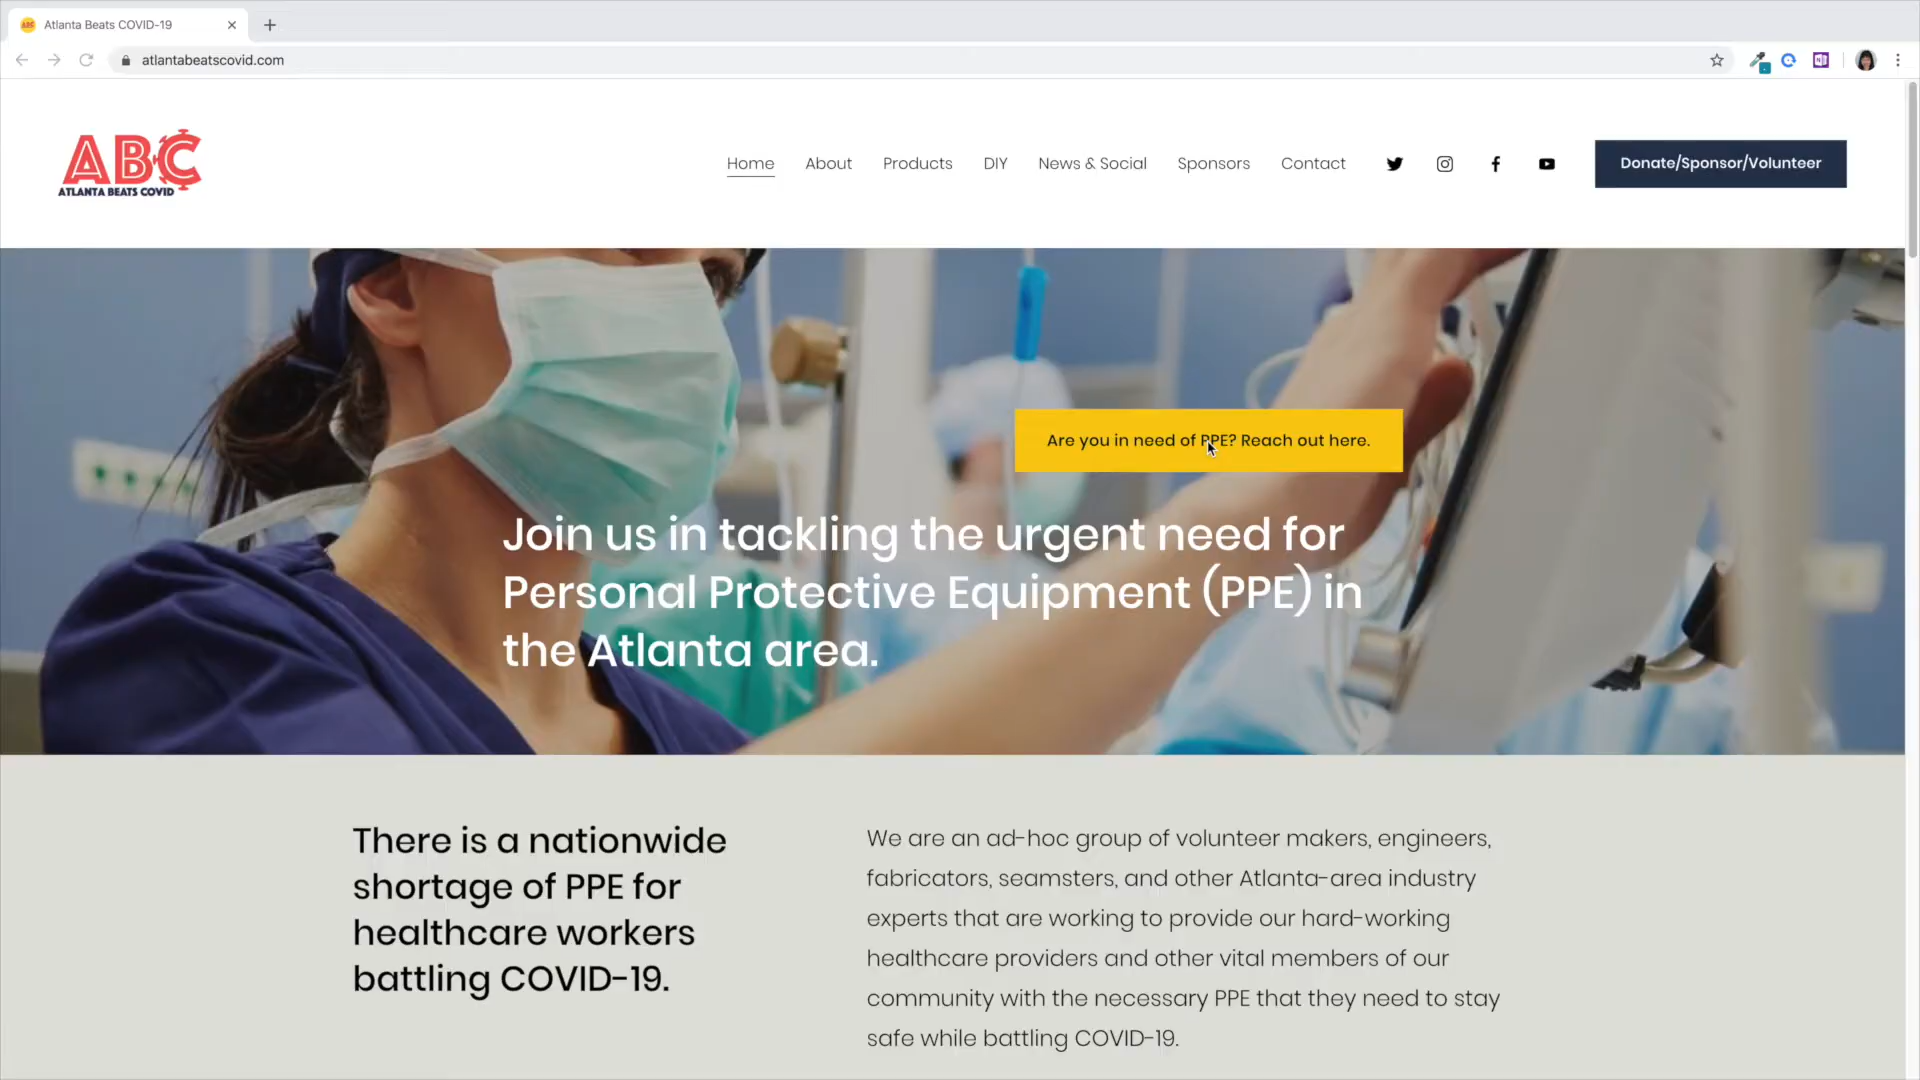 Atlanta Beats COVID-19
atlantabeatscovid.com
ABC
ATLANTA BEATS COVID
Home About Products DIY News & Social Sponsors Contact Donate/Sponsor/Volunteer
Are you in need of PPE? Reach out here.
Join us in tackling the urgent need for
Personal Protective Equipment (PPE) in
the Atlanta area.
There is a nationwide
shortage of PPE for
healthcare workers
battling COVID-19.
We are an ad-hoc group of volunteer makers, engineers,
fabricators, seamsters, and other Atlanta-area industry
experts that are working to provide our hard-working
healthcare providers and other vital members of our
community with the necessary PPE that they need to stay
safe while battling COVID-19.